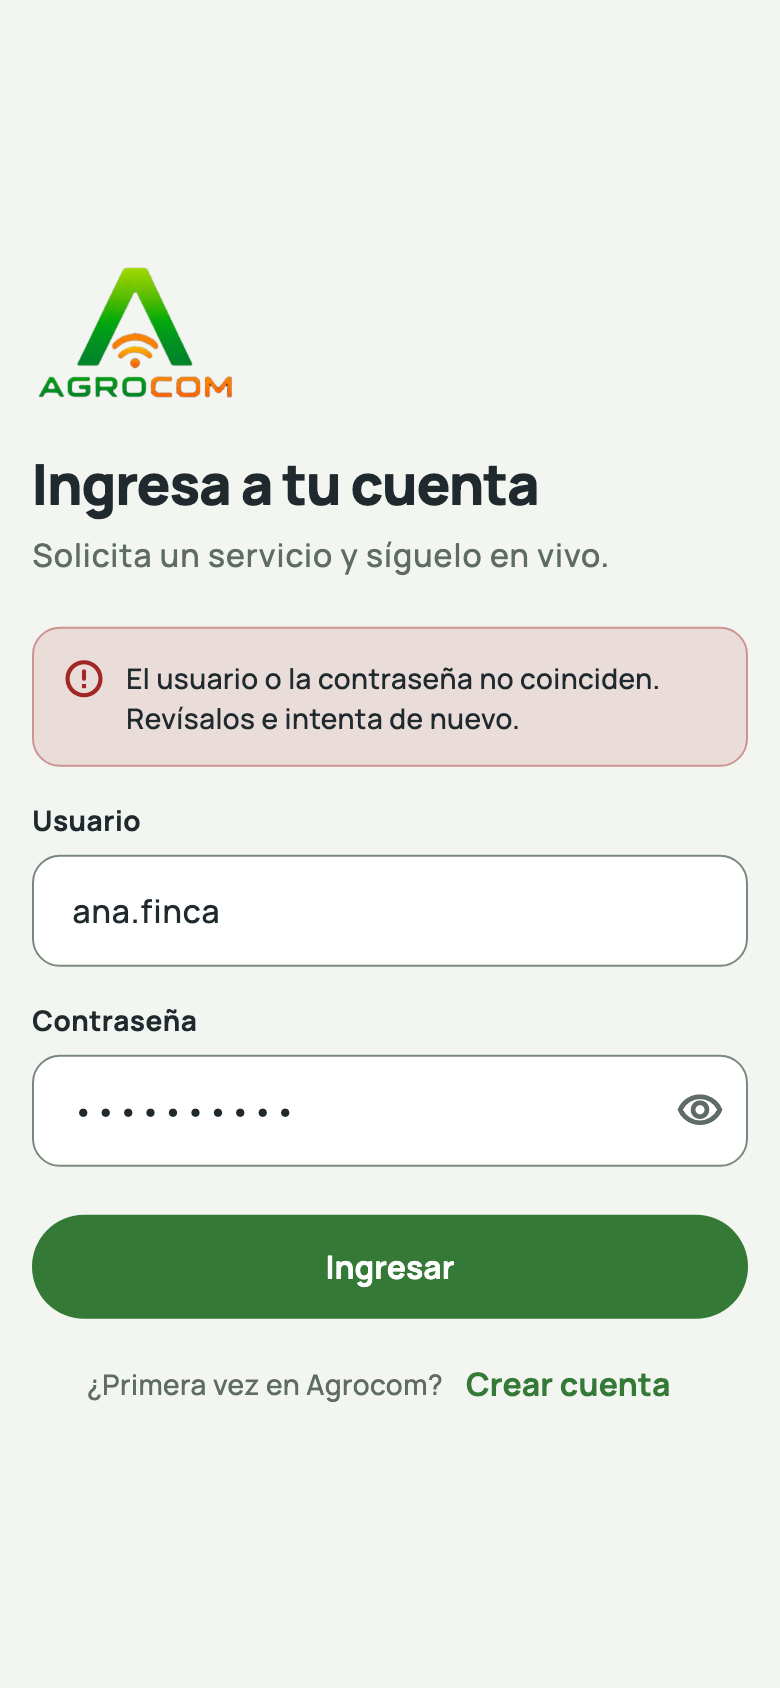 AGROCOM
Ingresa a tu cuenta
Solicita un servicio y síguelo en vivo.
El usuario o la contraseña no coinciden.
Revísalos e intenta de nuevo.
Usuario
ana.finca
Contraseña
••••••••••
Ingresar
¿Primera vez en Agrocom? Crear cuenta